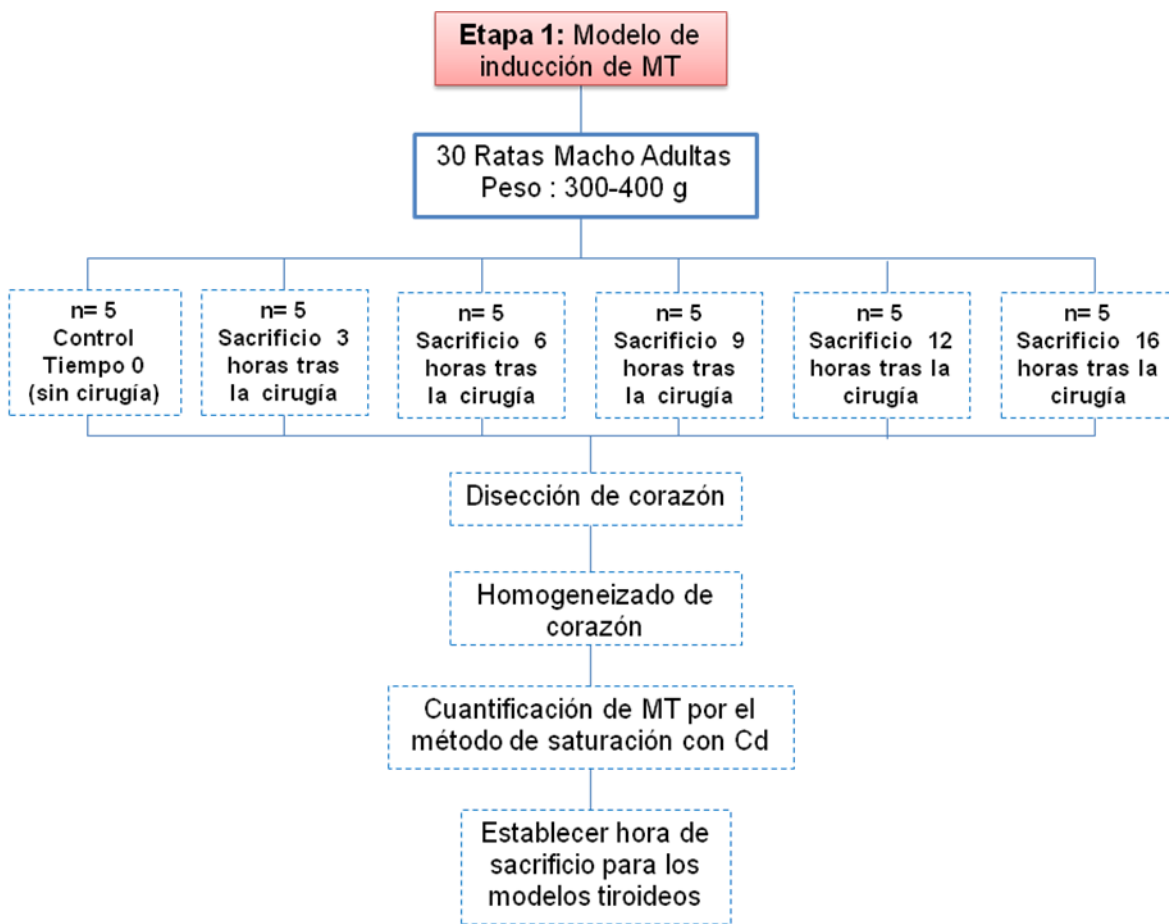 Etapa 1: Modelo de
inducción de MT
30 Ratas Macho Adultas
Peso : 300-400 g
n= 5
Control
Tiempo 0
(sin cirugía)
n= 5
Sacrificio 3
horas tras
la cirugía
n= 5
Sacrificio 6
horas tras
la cirugía
n= 5
Sacrificio 9
horas tras
la cirugía
n= 5
Sacrificio 12
horas tras la
cirugía
n= 5
Sacrificio 16
horas tras la
cirugía
Disección de corazón
Homogeneizado de
corazón
Cuantificación de MT por el
método de saturación con Cd
Establecer hora de
sacrificio para los
modelos tiroideos